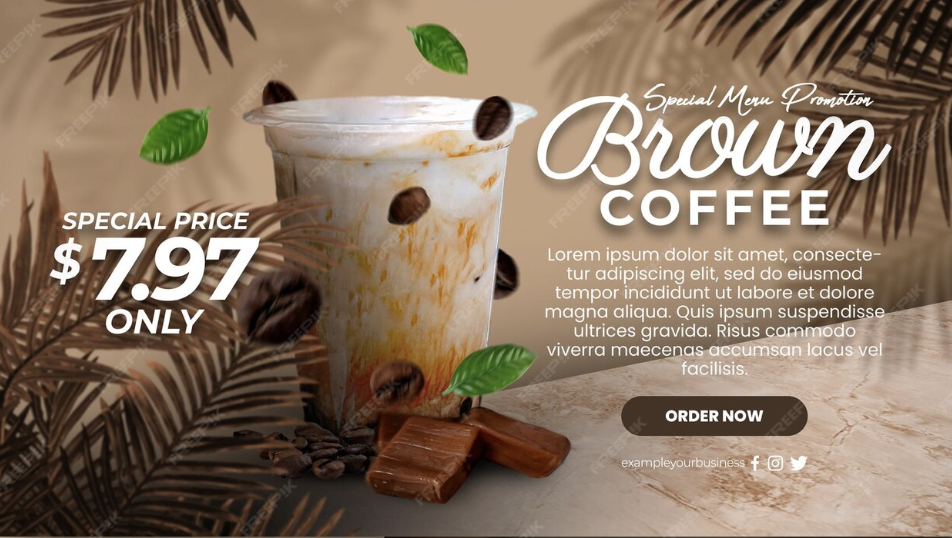 Special Menu Promotion
Brown
COFFEE
SPECIAL PRICE
$7.97
ONLY
Lorem ipsum dolor sit amet, consecte-
tur adipiscing elit, sed do eiusmod
tempor incididunt ut labore et dolore
magna aliqua. Quis ipsum suspendisse
ultrices gravida. Risus commodo
viverra maecenas accumsan lacus vel
facilisis.
ORDER NOW
exampleyourbusiness
FREEPIK